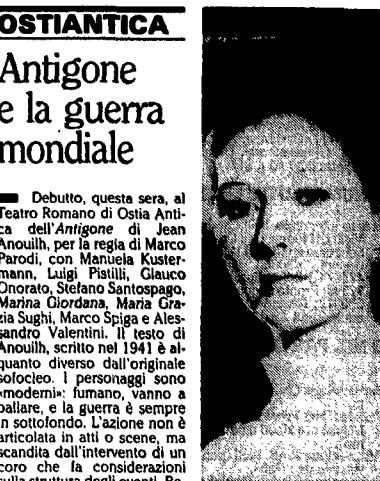 OSTIANTICA
Antigone
e la guerra
mondiale
Debutto, questa sera, al
Teatro Romano di Ostia Anti-
ca dell'Antigone di Jean
Anouilh, per la regia di Marco
Parodi, con Manuela Kuster-
mann, Luigi Pistilli, Glauco
Onorato, Stefano Santospago,
Marina Giordana, Maria Gra-
zia Sughi, Marco Spiga e Ales-
sandro Valentini. Il testo di
Anouilh, scritto nel 1941 è al-
quanto diverso dall'originale
sofocleo. I personaggi sono
«moderni»: fumano, vanno a
ballare, e la guerra è sempre
in sottofondo. L'azione non è
articolata in atti o scene, ma
scandita dall'intervento di un
coro che fa considerazioni